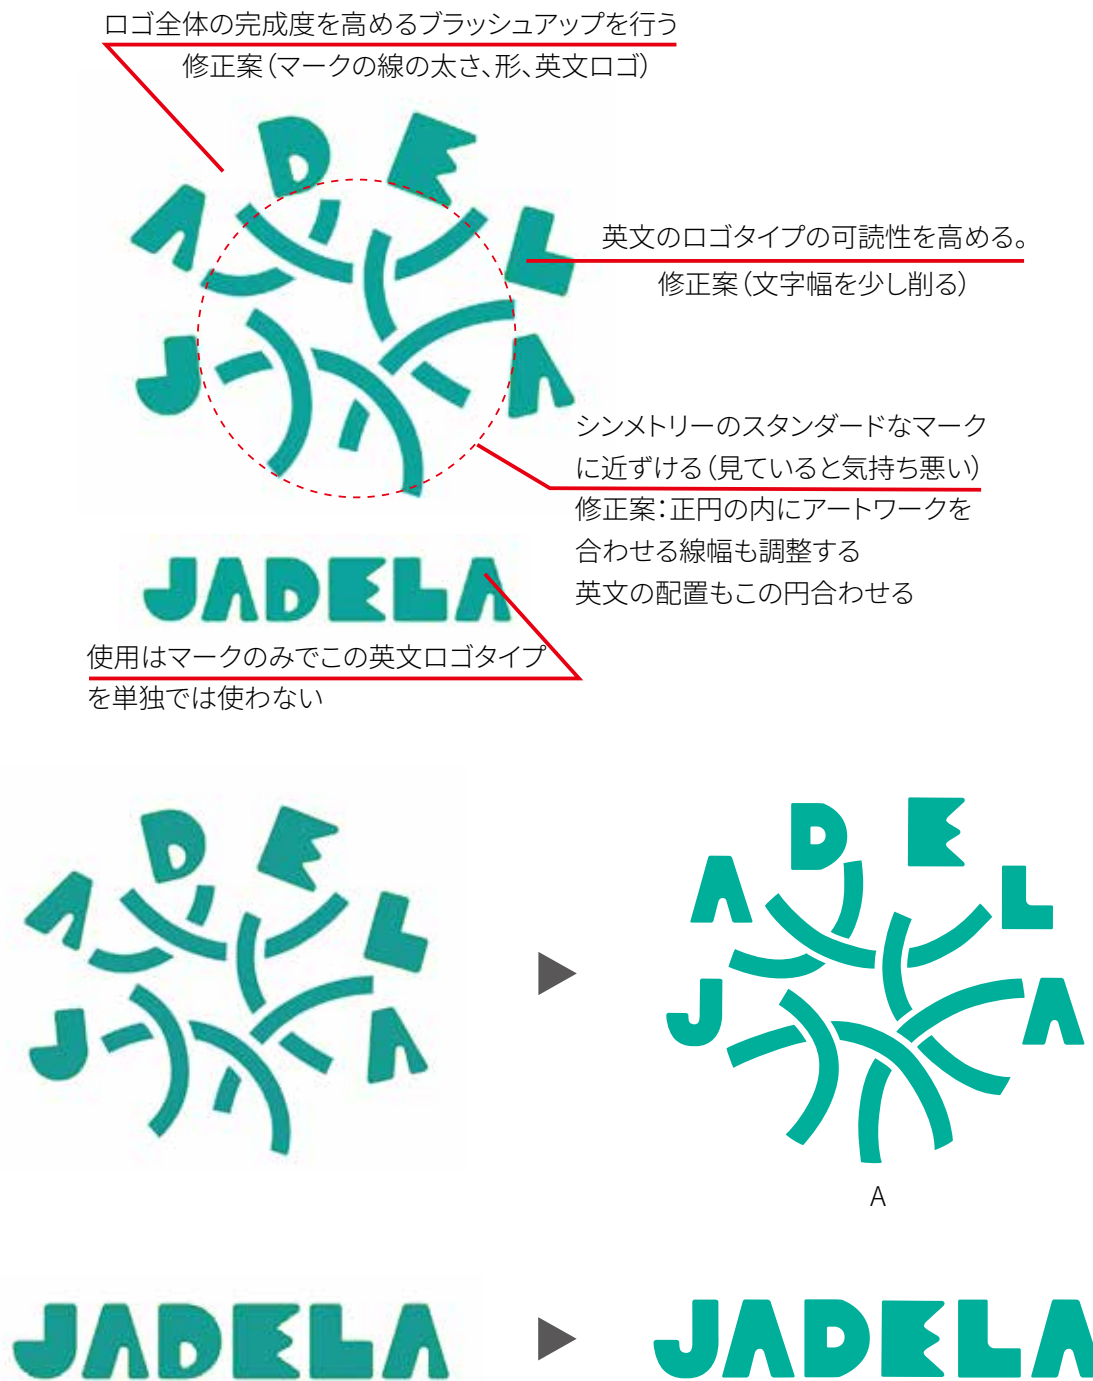 ロゴ全体の完成度を高めるブラッシュアップを行う
修正案（マークの線の太さ、形、英文ロゴ）
JADELA
英文のロゴタイプの可読性を高める。
修正案（文字幅を少し削る）
シンメトリーのスタンダードなマーク
に近ずける（見ていると気持ち悪い）
修正案：正円の内にアートワークを
合わせる線幅も調整する
英文の配置もこの円合わせる
JADELA
使用はマークのみでこの英文ロゴタイプ
を単独では使わない
JADELA
JADELA
A
JADELA
JADELA